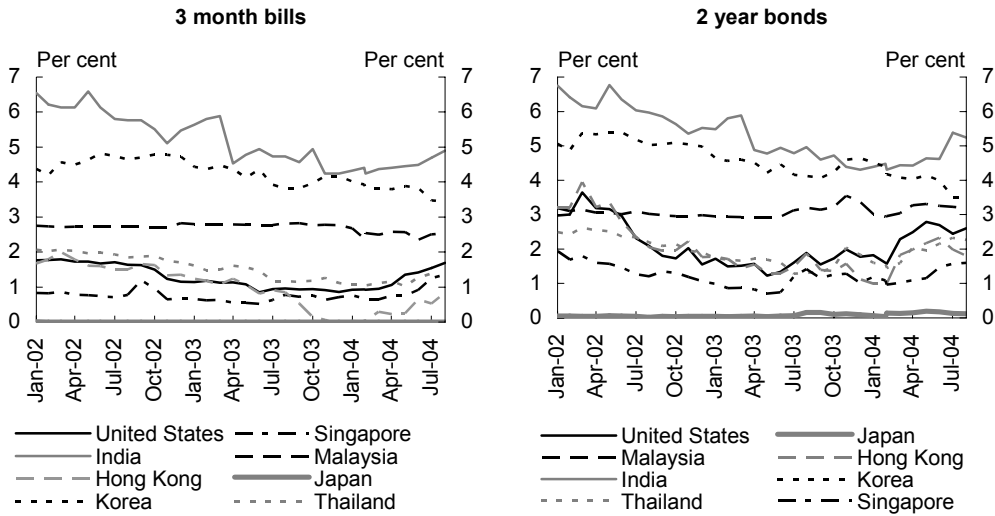 3 month bills
Per cent Per cent
7 7
6 6
5 5
4 4
3 3
2 2
1 1
0 0
Jan-02 Apr-02 Jul-02 Oct-02 Jan-03 Apr-03 Jul-03 Oct-03 Jan-04 Apr-04 Jul-04
United States Singapore
India Malaysia
Hong Kong Japan
Korea Thailand
2 year bonds
Per cent Per cent
7 7
6 6
5 5
4 4
3 3
2 2
1 1
0 0
Jan-02 Apr-02 Jul-02 Oct-02 Jan-03 Apr-03 Jul-03 Oct-03 Jan-04 Apr-04 Jul-04
United States Japan
Malaysia Hong Kong
India Korea
Thailand Singapore